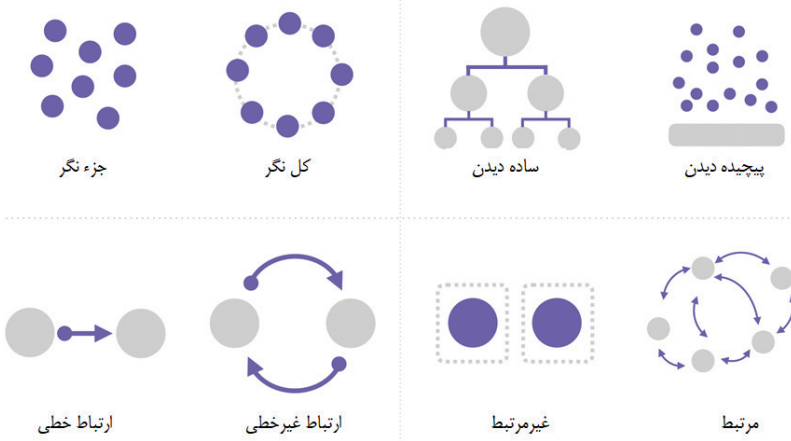 پیچیده دیدن
ساده دیدن
کل نگر
جزء نگر
مرتبط
غیرمرتبط
ارتباط غیرخطی
ارتباط خطی